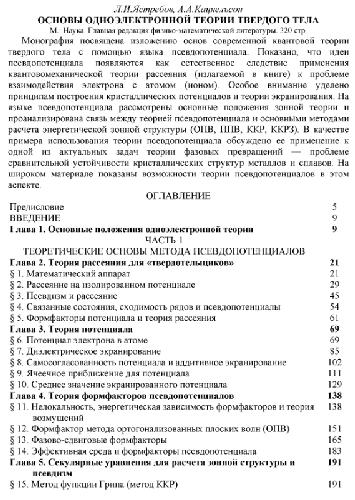 Л.И.Ястребов, А.А.Кацнельсон
ОСНОВЫ ОДНОЭЛЕКТРОННОЙ ТЕОРИИ ТВЕРДОГО ТЕЛА
М. Наука Главная редакция физико-математической литературы. 320 стр
Монография посвящена изложению основ современной квантовой теории
твердого тела с помощью языка псевдопотенциала. Показана, что идеи
псевдопотенциала появляются как естественное следствие применения
квантовомеханической теории рассеяния (излагаемой в книге) к проблеме
взаимодействия электрона с атомом (ионом). Особое внимание уделено
принципам построения кристаллических потенциалов и теории экранирования. На
языке псевдопотенциала рассмотрены основные положения зонной теории и
проанализирована связь между теорией псевдопотенциала и основными методами
расчета энергетической зонной структуры (ОПВ, ППВ, ККР, ККРЗ). В качестве
примера использования теории псевдопотенциала обсуждено ее применение к
одной из актуальных задач теории фазовых превращений — проблеме
сравнительной устойчивости кристаллических структур металлов и сплавов. На
широком материале показаны возможности теории псевдопотенциалов в этом
аспекте.
ОГЛАВЛЕНИЕ
Предисловие 5
ВВЕДЕНИЕ 9
Глава 1. Основные положения одноэлектронной теории 9
ЧАСТЬ 1
ТЕОРЕТИЧЕСКИЕ ОСНОВЫ МЕТОДА ПСЕВДОПОТЕНЦИАЛОВ
Глава 2. Теория рассеяния для «твердотельщиков» 21
§ 1. Математический аппарат 21
§ 2. Рассеяние на изолированном потенциале 29
§ 3. Псевдизм и рассеяние 45
§ 4. Связанные состояния, сходимость рядов и псевдопотенциалы 54
§ 5. Формфакторы потенциала и теория рассеяния 61
Глава 3. Теория потенциала 69
§ 6. Потенциал электрона в атоме 69
§ 7. Диэлектрическое экранирование 85
§ 8. Самосогласованность потенциала и аддитивное экранирование 102
§ 9. Ячеечное приближение для потенциала 111
§ 10. Среднее значение экранированного потенциала 129
Глава 4. Теория формфакторов псевдопотенциалов 138
§ 11. Нелокальность, энергетическая зависимость формфакторов и теория 138
возмущений
§ 12. Формфактор метода ортогонализованных плоских волн (ОПВ) 151
§ 13. Фазово-сдвиговые формфакторы 165
§ 14. Эффективная среда и формфакторы псевдопотенциала 183
Глава 5. Секулярные уравнения для расчета зонной структуры и 191
псевдизм
§ 15. Метод функции Грина (метод ККР) 191